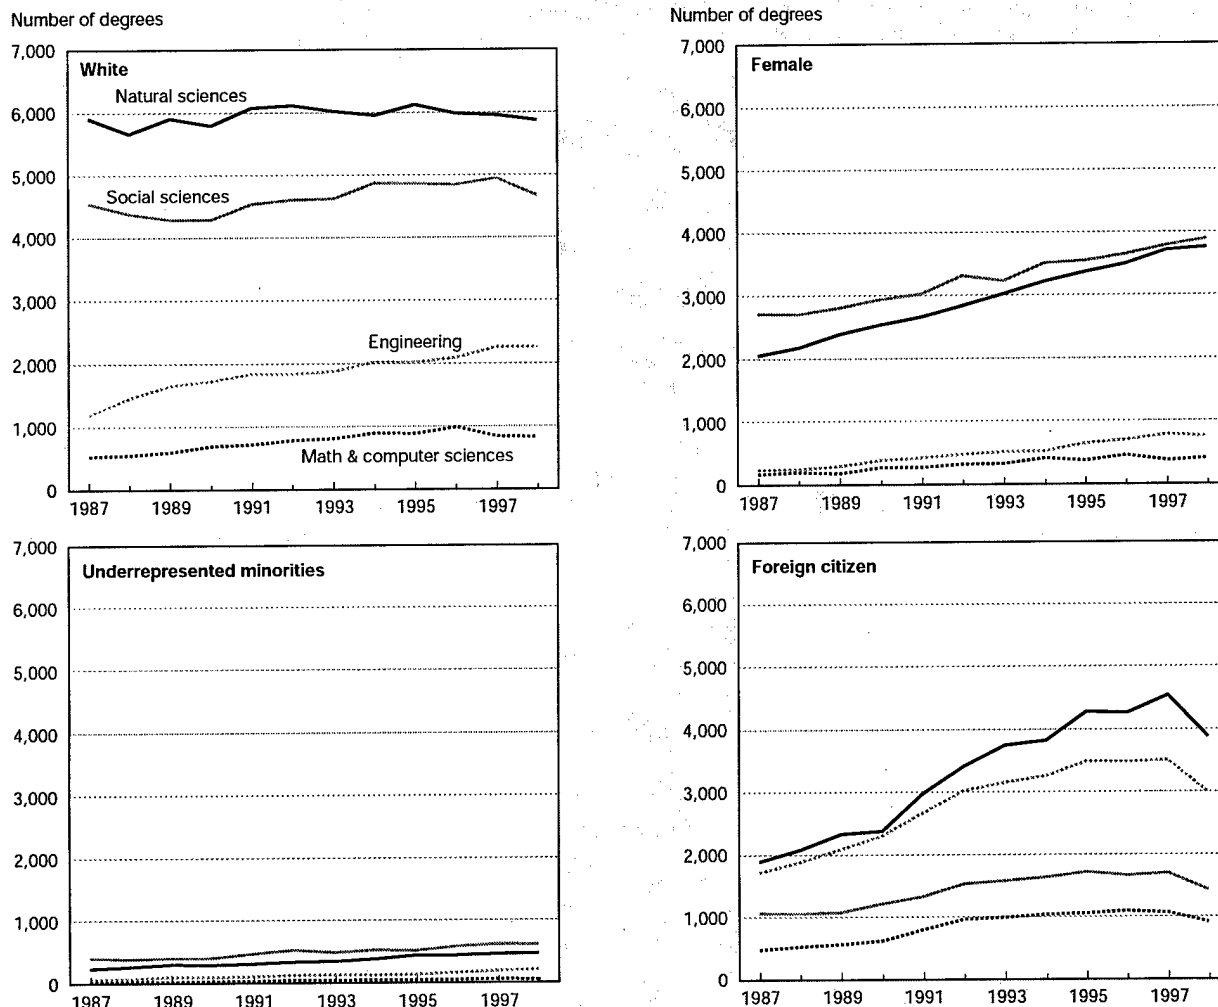 Number of degrees
7,000
White
Natural sciences
6,000
5,000
Social sciences
4,000
3,000
Engineering
2,000
1,000
Math & computer sciences
0
1987 1989 1991 1993 1995 1997
Number of degrees
7,000
Female
6,000
5,000
4,000
3,000
2,000
1,000
0
1987 1989 1991 1993 1995 1997
7,000
Underrepresented minorities
6,000
5,000
4,000
3,000
2,000
1,000
0
1987 1989 1991 1993 1995 1997
7,000
Foreign citizen
6,000
5,000
4,000
3,000
2,000
1,000
0
1987 1989 1991 1993 1995 1997